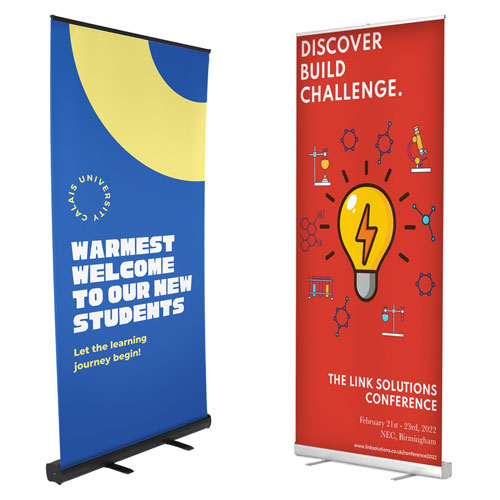 CALAIS UNIVERSITY
WARMEST
WELCOME
TO OUR NEW
STUDENTS
Let the learning
journey begin!
DISCOVER
BUILD
CHALLENGE.
THE LINK SOLUTIONS
CONFERENCE
February 21st - 23rd, 2022
NEC, Birmingham
www.linksolutions.co.uk/conference2022